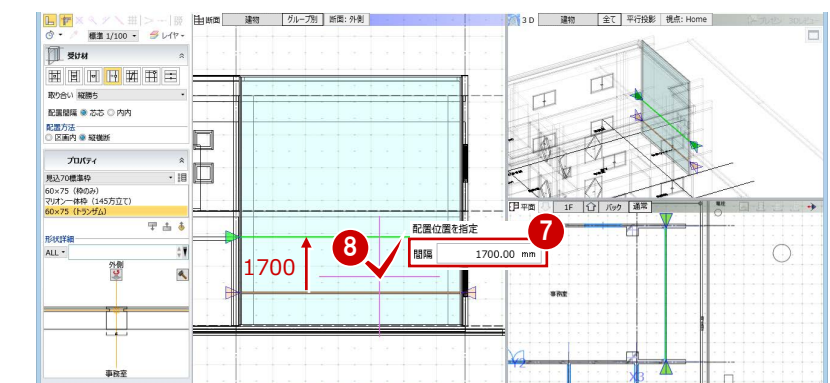 標準 1/100
レイヤ
受け材
取り合い 縦勝ち
配置間隔 芯芯 内内
配置方法
区画内 縦横断
プロパティ
見込70標準枠
60×75 (枠のみ)
マリオン一体枠 (145方立て)
60×75 (トランザム)
形状詳細
ALL
外側
事務室
断面 建物 グループ別 断面: 外側
1700
8
配置位置を指定
7
間隔 1700.00 mm
3 D 建物 全て 平行投影 視点: Home
平面 1F バック 通常
事務室
Y2
X3